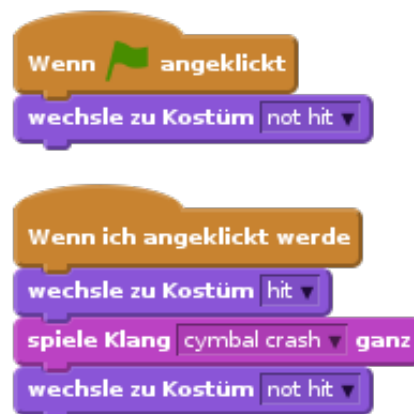 Wenn angeklickt
wechsle zu Kostüm not hit
Wenn ich angeklickt werde
wechsle zu Kostüm hit
spiele Klang cymbal crash ganz
wechsle zu Kostüm not hit